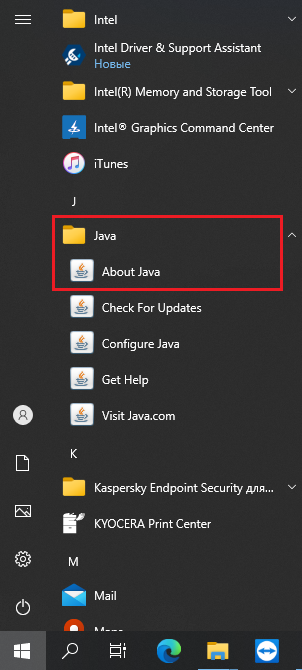 Intel
Intel Driver & Support Assistant
Новые
Intel(R) Memory and Storage Tool
Intel® Graphics Command Center
iTunes
J
Java
About Java
Check For Updates
Configure Java
Get Help
Visit Java.com
K
Kaspersky Endpoint Security для...
KYOCERA Print Center
M
Mail
Maps